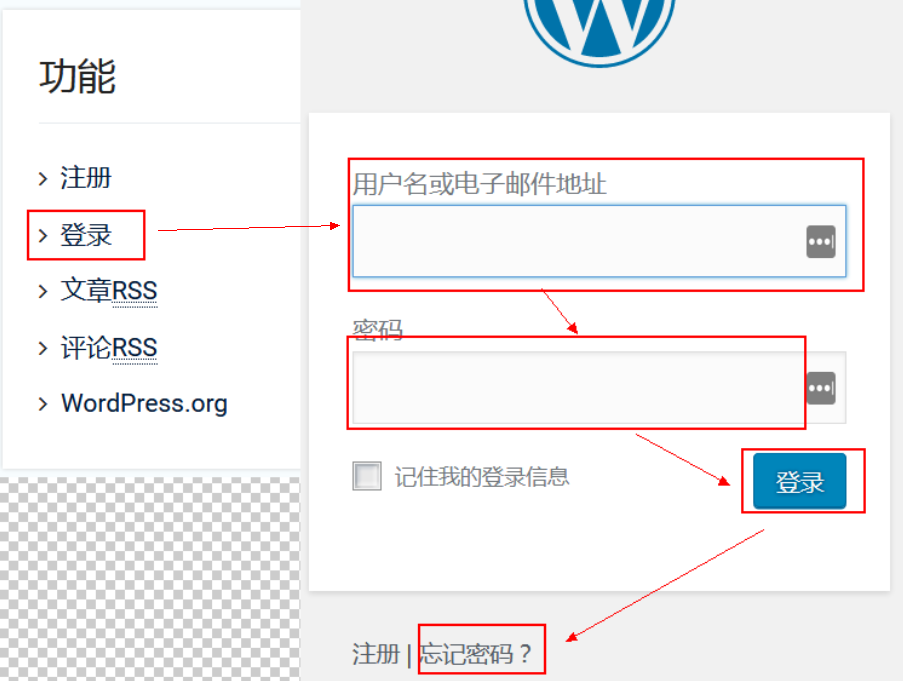 功能
注册
登录
文章RSS
评论RSS
WordPress.org
用户名或电子邮件地址
密码
记住我的登录信息
登录
注册 | 忘记密码？